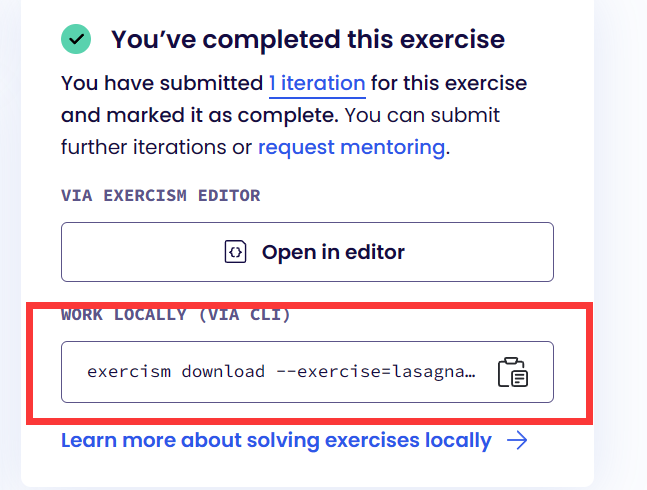 You've completed this exercise
You have submitted 1 iteration for this exercise
and marked it as complete. You can submit
further iterations or request mentoring.
VIA EXERCISM EDITOR
Open in editor
WORK LOCALLY (VIA CLI)
exercism download --exercise=lasagna…
Learn more about solving exercises locally